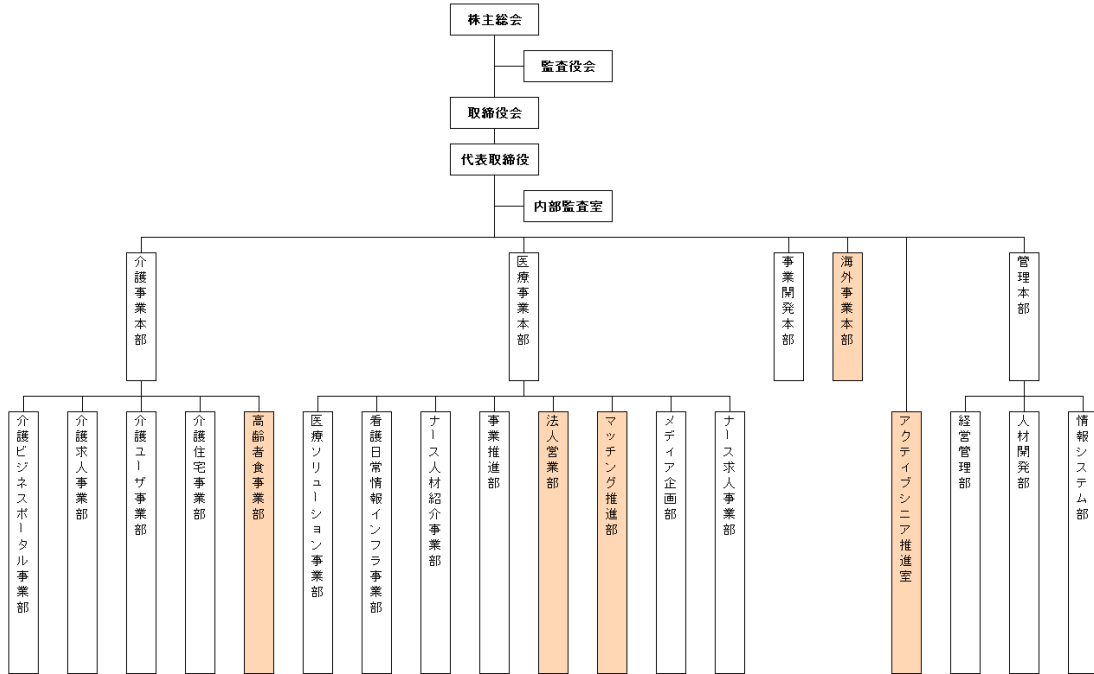 株主総会
監査役会
取締役会
代表取締役
内部監査室
介護事業本部
医療事業本部
事業開発本部
海外事業本部
管理本部
介護ビジネスポータル事業部
介護求人事業部
介護ユーザ事業部
介護住宅事業部
高齢者食事業部
医療ソリューション事業部
看護日常情報インフラ事業部
ナース人材紹介事業部
事業推進部
法人営業部
マッチング推進部
メディア企画部
ナース求人事業部
アクティブシニア推進室
経営管理部
人材開発部
情報システム部